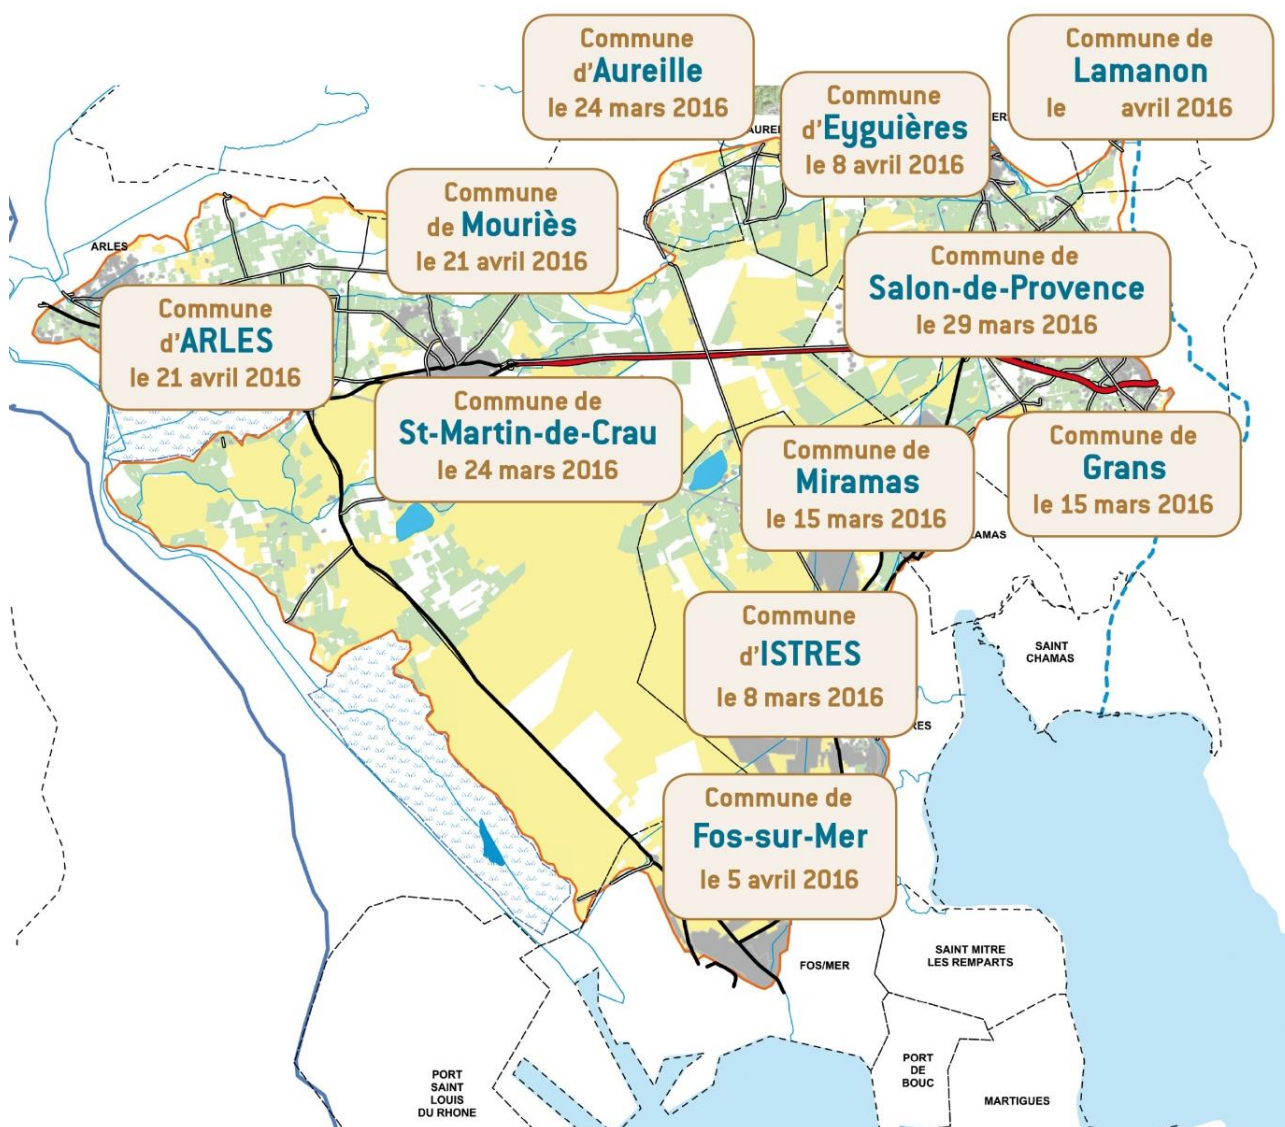 Commune
d'Aureille
le 24 mars 2016
Commune de
Lamanon
le avril 2016
Commune
d'Eyguières
le 8 avril 2016
Commune
de Mouriès
le 21 avril 2016
ARLES
Commune de
Salon-de-Provence
le 29 mars 2016
Commune
d'ARLES
le 21 avril 2016
Commune de
St-Martin-de-Crau
le 24 mars 2016
Commune de
Miramas
le 15 mars 2016
Commune de
Grans
le 15 mars 2016
Commune
d'ISTRES
le 8 mars 2016
SAINT
CHAMAS
Commune de
Fos-sur-Mer
le 5 avril 2016
FOS/MER
SAINT MITRE
LES REMPARTS
PORT
DE
BOUC
PORT
SAINT
LOUIS
DU RHONE
MARTIGUES